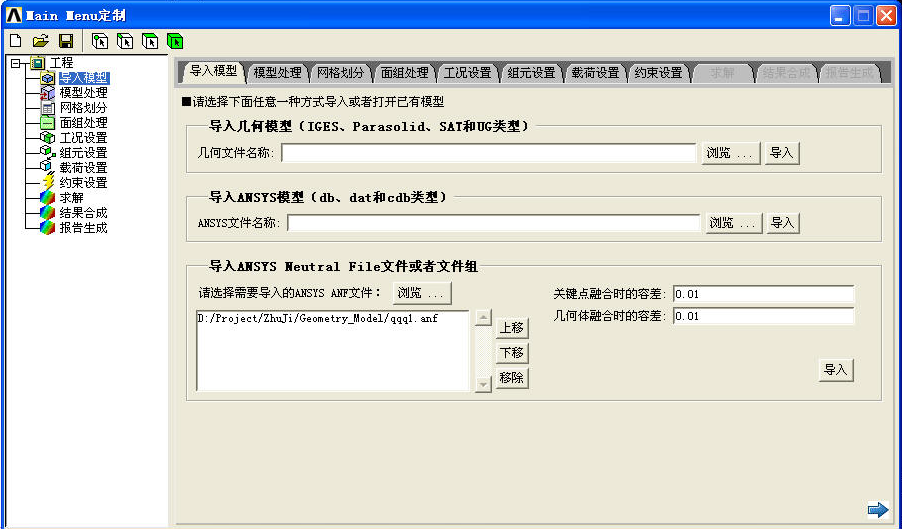 Main Menu定制
工程
导入模型
模型处理
网格划分
面组处理
工况设置
组元设置
载荷设置
约束设置
求解
结果合成
报告生成
导入模型 模型处理 网格划分 面组处理 工况设置 组元设置 载荷设置 约束设置 求解 结果合成 报告生成
■请选择下面任意一种方式导入或者打开已有模型
导入几何模型（IGES、Parasolid、SAT和UG类型）
几何文件名称: 浏览 ... 导入
导入ANSYS模型（db、dat和cdb类型）
ANSYS文件名称: 浏览 ... 导入
导入ANSYS Neutral File文件或者文件组
请选择需要导入的ANSYS ANF文件： 浏览 ...
D:/Project/ZhuJi/Geometry_Model/qqq1.anf
上移
下移
移除
关键点融合时的容差: 0.01
几何体融合时的容差: 0.01
导入